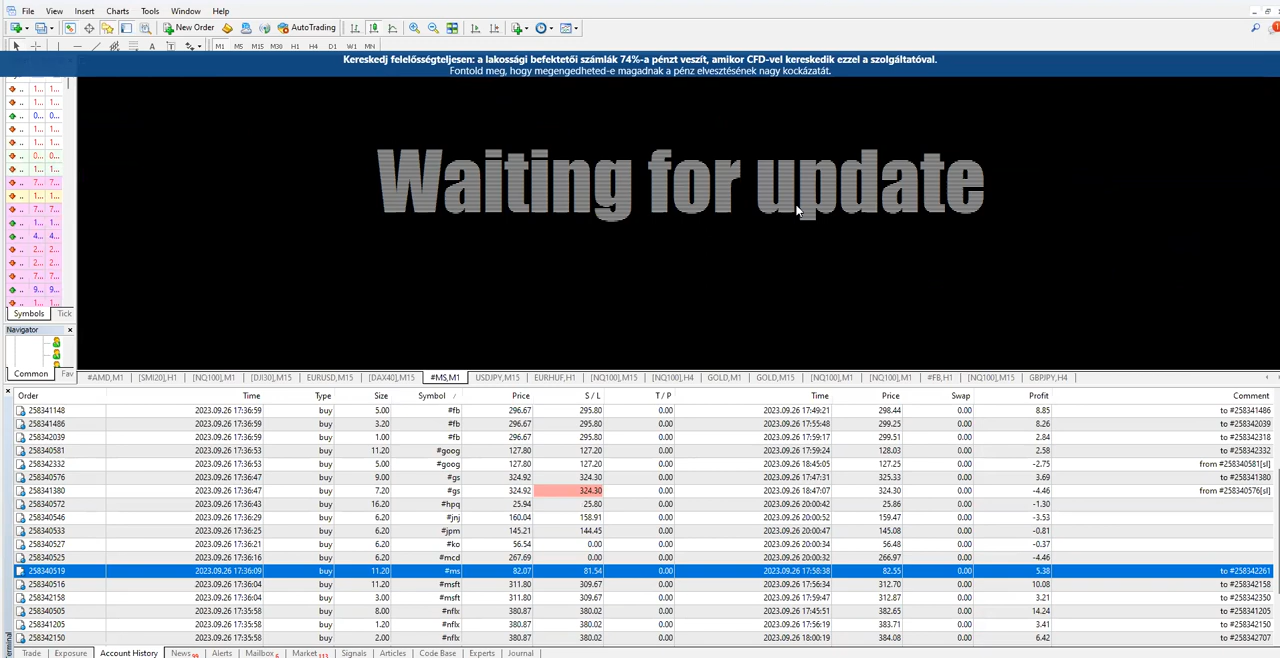 File View Insert Charts Tools Window Help
New Order AutoTrading
M1 M5 M15 M30 H1 H4 D1 W1 MN
Kereskedj felelősségteljesen: a lakossági befektetői számlák 74%-a pénzt veszít, amikor CFD-vel kereskedik ezzel a szolgáltatóval.
Fontold meg, hogy megengedheted-e magadnak a pénz elvesztésének nagy kockázatát.
Waiting for update
Symbols Tick
Navigator
Common Fav
#AMD,M1 [SMI20],H1 [NQ100],M1 [DJI30],M15 EURUSD,M15 [DAX40],M15 #MS,M1 USDJPY,M15 EURHUF,H1 [NQ100],M15 [NQ100],H4 GOLD,M1 GOLD,M15 [NQ100],M1 [NQ100],M1 #FB,H1 [NQ100],M15 GBPJPY,H4
Order Time Type Size Symbol / Price S / L T / P Time Price Swap Profit Comment
258341148 2023.09.26 17:36:59 buy 5.00 #fb 296.67 295.80 0.00 2023.09.26 17:49:21 298.44 0.00 8.85 to #258341486
258341486 2023.09.26 17:36:59 buy 3.20 #fb 296.67 295.80 0.00 2023.09.26 17:55:48 299.25 0.00 8.26 to #258342039
258342039 2023.09.26 17:36:59 buy 1.00 #fb 296.67 295.80 0.00 2023.09.26 17:59:17 299.51 0.00 2.84 to #258342318
258340581 2023.09.26 17:36:53 buy 11.20 #goog 127.80 127.20 0.00 2023.09.26 17:59:24 128.03 0.00 2.58 to #258342332
258342332 2023.09.26 17:36:53 buy 5.00 #goog 127.80 127.20 0.00 2023.09.26 18:45:05 127.25 0.00 -2.75 from #258340581[sl]
258340576 2023.09.26 17:36:47 buy 9.00 #gs 324.92 324.30 0.00 2023.09.26 17:47:31 325.33 0.00 3.69 to #258341380
258341380 2023.09.26 17:36:47 buy 7.20 #gs 324.92 324.30 0.00 2023.09.26 18:47:07 324.30 0.00 -4.46 from #258340576[sl]
258340572 2023.09.26 17:36:43 buy 16.20 #hpq 25.94 25.80 0.00 2023.09.26 20:00:42 25.86 0.00 -1.30
258340546 2023.09.26 17:36:29 buy 6.20 #jnj 160.04 158.91 0.00 2023.09.26 20:00:52 159.47 0.00 -3.53
258340533 2023.09.26 17:36:25 buy 6.20 #jpm 145.21 144.45 0.00 2023.09.26 20:00:47 145.08 0.00 -0.81
258340527 2023.09.26 17:36:21 buy 6.20 #ko 56.54 0.00 0.00 2023.09.26 20:00:34 56.48 0.00 -0.37
258340525 2023.09.26 17:36:16 buy 6.20 #mcd 267.69 0.00 0.00 2023.09.26 20:00:32 266.97 0.00 -4.46
258340519 2023.09.26 17:36:09 buy 11.20 #ms 82.07 81.54 0.00 2023.09.26 17:58:38 82.55 0.00 5.38 to #258342261
258340516 2023.09.26 17:36:04 buy 11.20 #msft 311.80 309.67 0.00 2023.09.26 17:56:34 312.70 0.00 10.08 to #258342158
258342158 2023.09.26 17:36:04 buy 3.00 #msft 311.80 309.67 0.00 2023.09.26 17:59:47 312.87 0.00 3.21 to #258342350
258340505 2023.09.26 17:35:58 buy 8.00 #nflx 380.87 380.02 0.00 2023.09.26 17:45:51 382.65 0.00 14.24 to #258341205
258341205 2023.09.26 17:35:58 buy 1.20 #nflx 380.87 380.02 0.00 2023.09.26 17:56:19 383.71 0.00 3.41 to #258342150
258342150 2023.09.26 17:35:58 buy 2.00 #nflx 380.87 380.02 0.00 2023.09.26 18:00:19 384.08 0.00 6.42 to #258342707
Trade Exposure Account History News 99 Alerts Mailbox 6 Market 113 Signals Articles Code Base Experts Journal